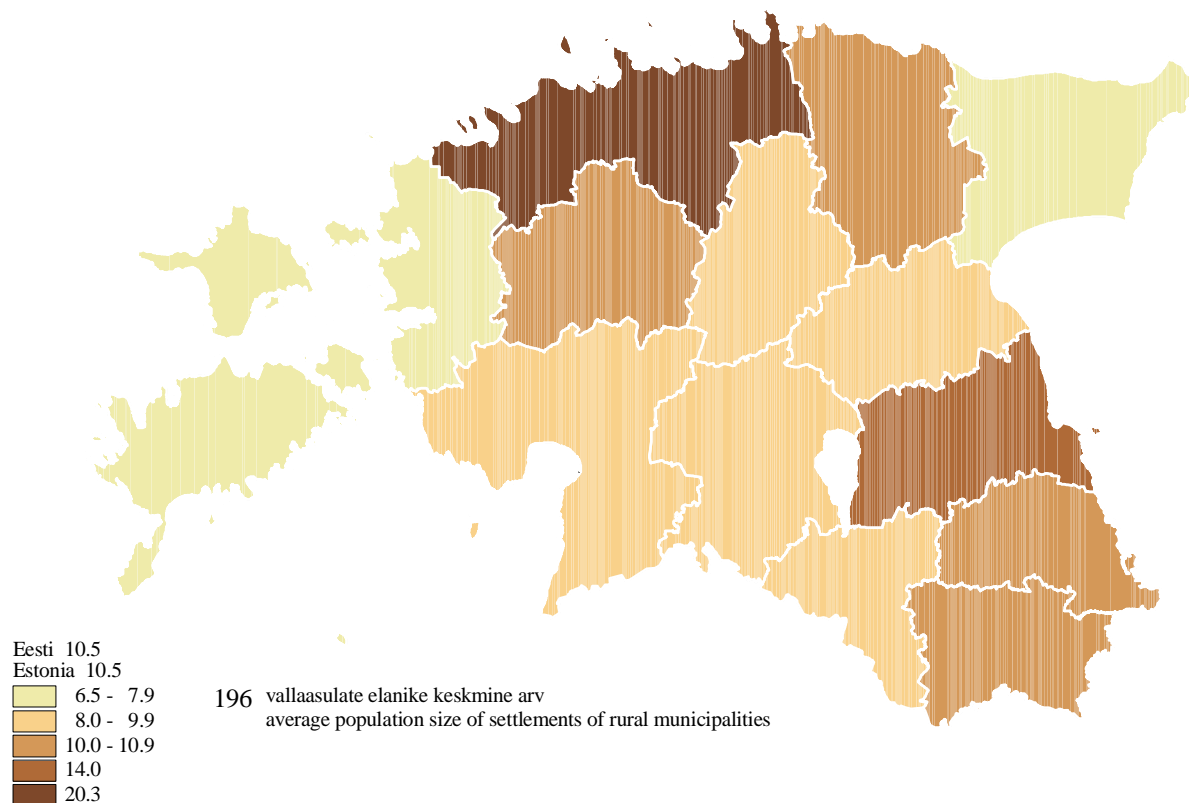 Eesti 10.5
Estonia 10.5
6.5 - 7.9
8.0 - 9.9
10.0 - 10.9
14.0
20.3
196 vallaasulate elanike keskmine arv
average population size of settlements of rural municipalities